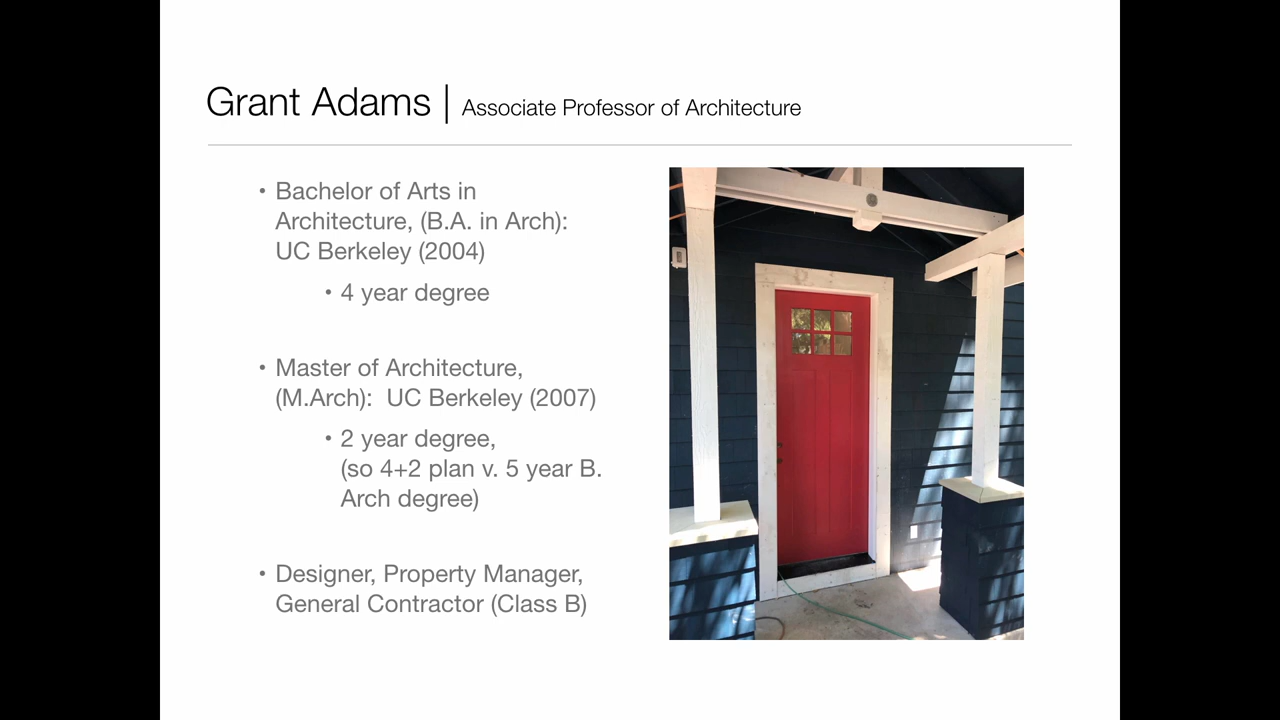 Grant Adams | Associate Professor of Architecture
• Bachelor of Arts in
Architecture, (B.A. in Arch):
UC Berkeley (2004)
• 4 year degree
• Master of Architecture,
(M.Arch):  UC Berkeley (2007)
• 2 year degree,
(so 4+2 plan v. 5 year B.
Arch degree)
• Designer, Property Manager,
General Contractor (Class B)